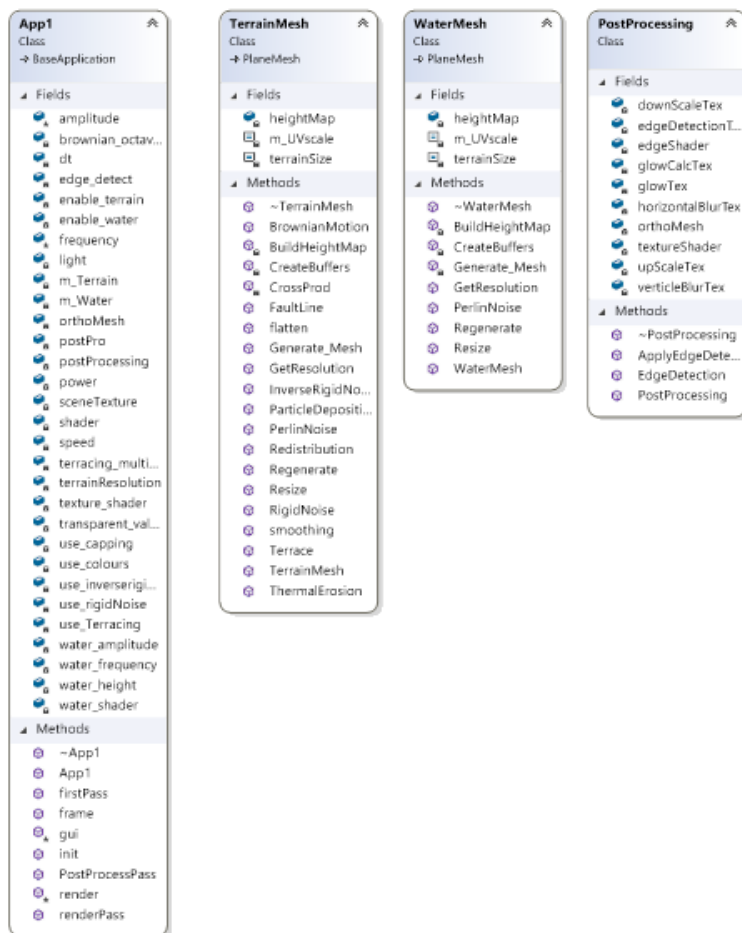 App1
Class
BaseApplication
Fields
amplitude
brownian_octav...
dt
edge_detect
enable_terrain
enable_water
frequency
light
m_Terrain
m_Water
orthoMesh
postPro
postProcessing
power
sceneTexture
shader
speed
terracing_multi...
terrainResolution
texture_shader
transparent_val...
use_capping
use_colours
use_inverserigi...
use_rigidNoise
use_Terracing
water_amplitude
water_frequency
water_height
water_shader
Methods
~App1
App1
firstPass
frame
gui
init
PostProcessPass
render
renderPass
TerrainMesh
Class
PlaneMesh
Fields
heightMap
m_UVscale
terrainSize
Methods
~TerrainMesh
BrownianMotion
BuildHeightMap
CreateBuffers
CrossProd
FaultLine
flatten
Generate_Mesh
GetResolution
InverseRigidNo...
ParticleDepositi...
PerlinNoise
Redistribution
Regenerate
Resize
RigidNoise
smoothing
Terrace
TerrainMesh
ThermalErosion
WaterMesh
Class
PlaneMesh
Fields
heightMap
m_UVscale
terrainSize
Methods
~WaterMesh
BuildHeightMap
CreateBuffers
Generate_Mesh
GetResolution
PerlinNoise
Regenerate
Resize
WaterMesh
PostProcessing
Class
Fields
downScaleTex
edgeDetectionT...
edgeShader
glowCalcTex
glowTex
horizontalBlurTex
orthoMesh
textureShader
upScaleTex
verticleBlurTex
Methods
~PostProcessing
ApplyEdgeDete...
EdgeDetection
PostProcessing